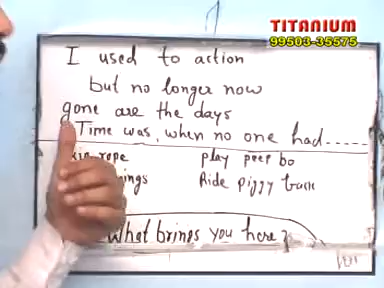 TITANIUM
99503-35575
I used to action
but no longer now
gone are the days
Time was, when no one had-----
rope play peep bo
Ride piggy back
What brings you here?